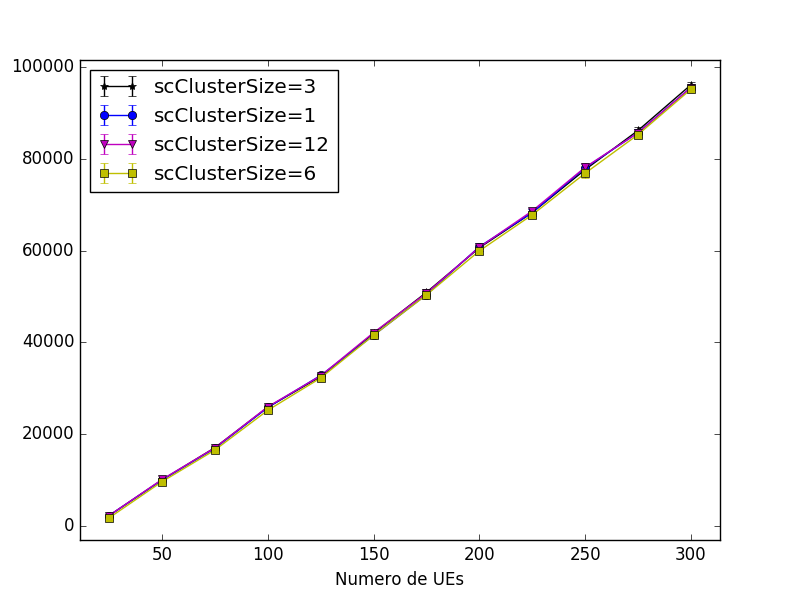 100000
80000
60000
40000
20000
0
scClusterSize=3
scClusterSize=1
scClusterSize=12
scClusterSize=6
50 100 150 200 250 300
Numero de UEs